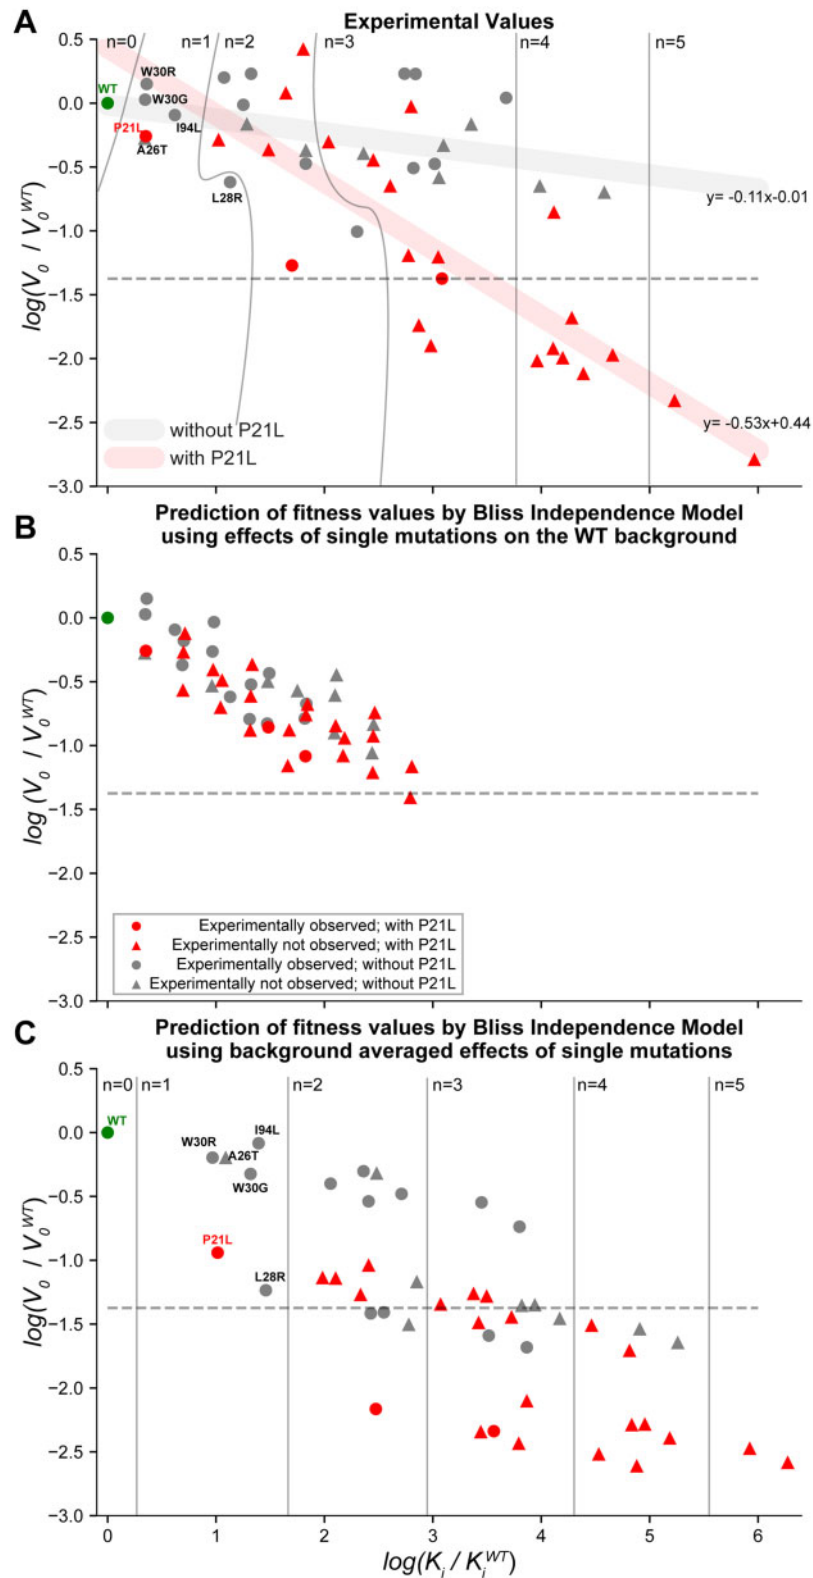 A
Experimental Values
n=0
n=1
n=2
n=3
n=4
n=5
0.5
0.0
−0.5
−1.0
−1.5
−2.0
−2.5
−3.0
log(V0 / V0^WT)
WT
W30R
W30G
I94L
P21L
A26T
L28R
y= -0.11x-0.01
y= -0.53x+0.44
without P21L
with P21L
B
Prediction of fitness values by Bliss Independence Model
using effects of single mutations on the WT background
0.5
0.0
−0.5
−1.0
−1.5
−2.0
−2.5
−3.0
log (V0 / V0^WT)
Experimentally observed; with P21L
Experimentally not observed; with P21L
Experimentally observed; without P21L
Experimentally not observed; without P21L
C
Prediction of fitness values by Bliss Independence Model
using background averaged effects of single mutations
n=0
n=1
n=2
n=3
n=4
n=5
0.5
0.0
−0.5
−1.0
−1.5
−2.0
−2.5
−3.0
log(V0 / V0^WT)
WT
I94L
W30R
A26T
W30G
P21L
L28R
0 1 2 3 4 5 6
log(Ki / Ki^WT)